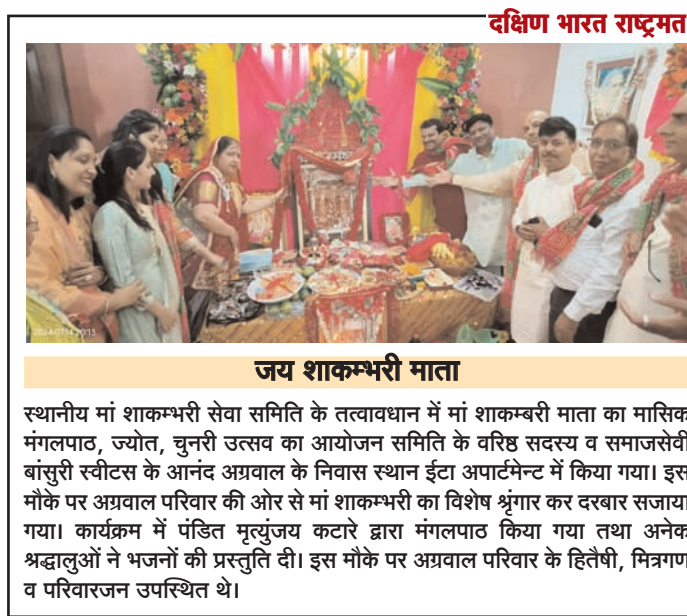 दक्षिण भारत राष्ट्रमत
जय शाकम्भरी माता
स्थानीय मां शाकम्भरी सेवा समिति के तत्वावधान में मां शाकम्बरी माता का मासिक
मंगलपाठ, ज्योत, चुनरी उत्सव का आयोजन समिति के वरिष्ठ सदस्य व समाजसेवी
बांसुरी स्वीटस के आनंद अग्रवाल के निवास स्थान ईटा अपार्टमेन्ट में किया गया। इस
मौके पर अग्रवाल परिवार की ओर से मां शाकम्भरी का विशेष श्रृंगार कर दरबार सजाया
गया। कार्यक्रम में पंडित मृत्युंजय कटारे द्वारा मंगलपाठ किया गया तथा अनेक
श्रद्धालुओं ने भजनों की प्रस्तुति दी। इस मौके पर अग्रवाल परिवार के हितैषी, मित्रगण
व परिवारजन उपस्थित थे।